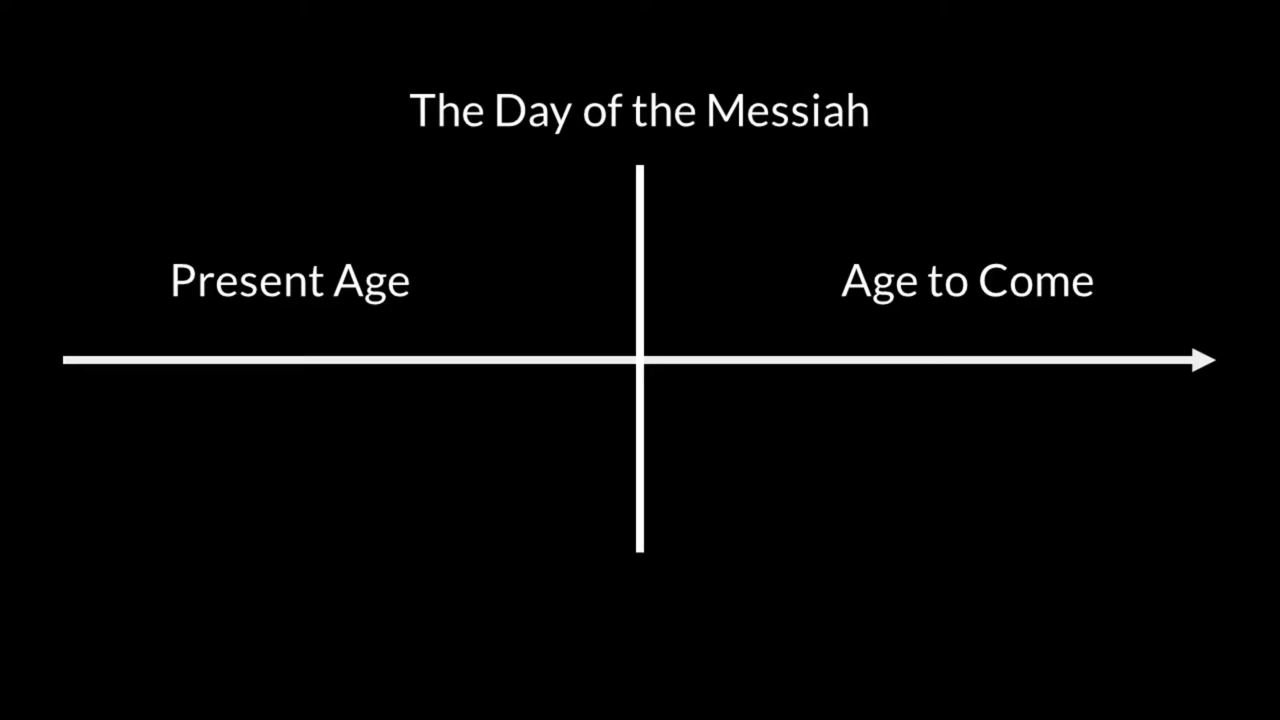 The Day of the Messiah
Present Age
Age to Come